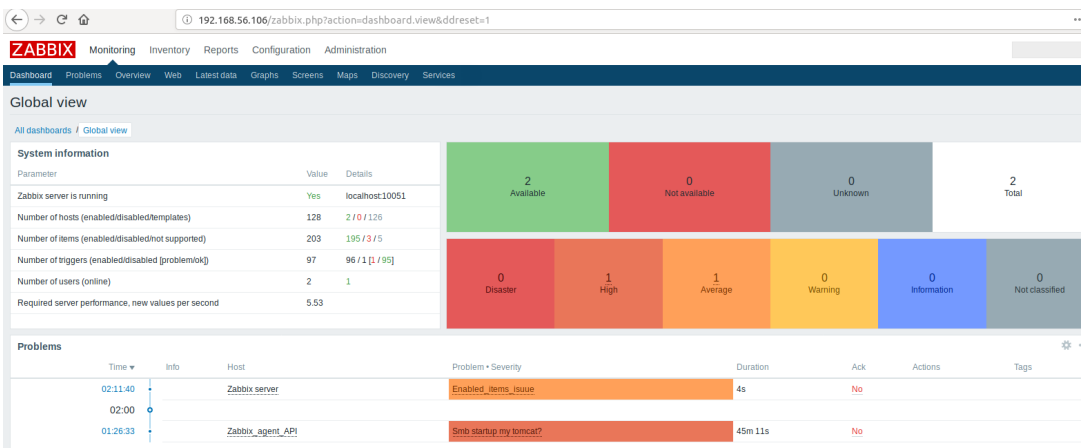 192.168.56.106/zabbix.php?action=dashboard.view&ddreset=1
ZABBIX Monitoring Inventory Reports Configuration Administration
Dashboard Problems Overview Web Latest data Graphs Screens Maps Discovery Services
Global view
All dashboards / Global view
System information
Parameter Value Details
Zabbix server is running Yes localhost:10051
Number of hosts (enabled/disabled/templates) 128 2 / 0 / 126
Number of items (enabled/disabled/not supported) 203 195 / 3 / 5
Number of triggers (enabled/disabled [problem/ok]) 97 96 / 1 [1 / 95]
Number of users (online) 2 1
Required server performance, new values per second 5.53
2 0 0 2
Available Not available Unknown Total
0 1 1 0 0 0
Disaster High Average Warning Information Not classified
Problems
Time ▼ Info Host Problem • Severity Duration Ack Actions Tags
02:11:40 Zabbix server Enabled_items_isuue 4s No
02:00
01:26:33 Zabbix_agent_API Smb startup my tomcat? 45m 11s No